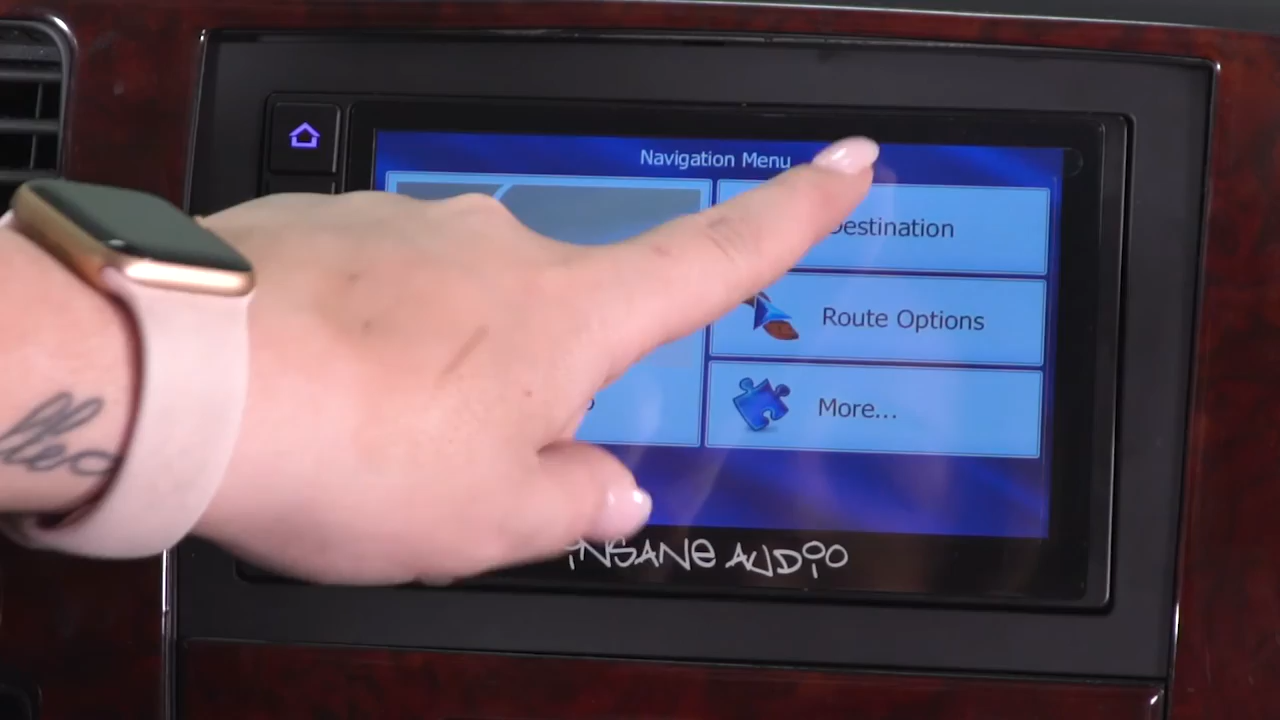 Navigation Menu
Destination
Route Options
More...
INSANE AUDIO